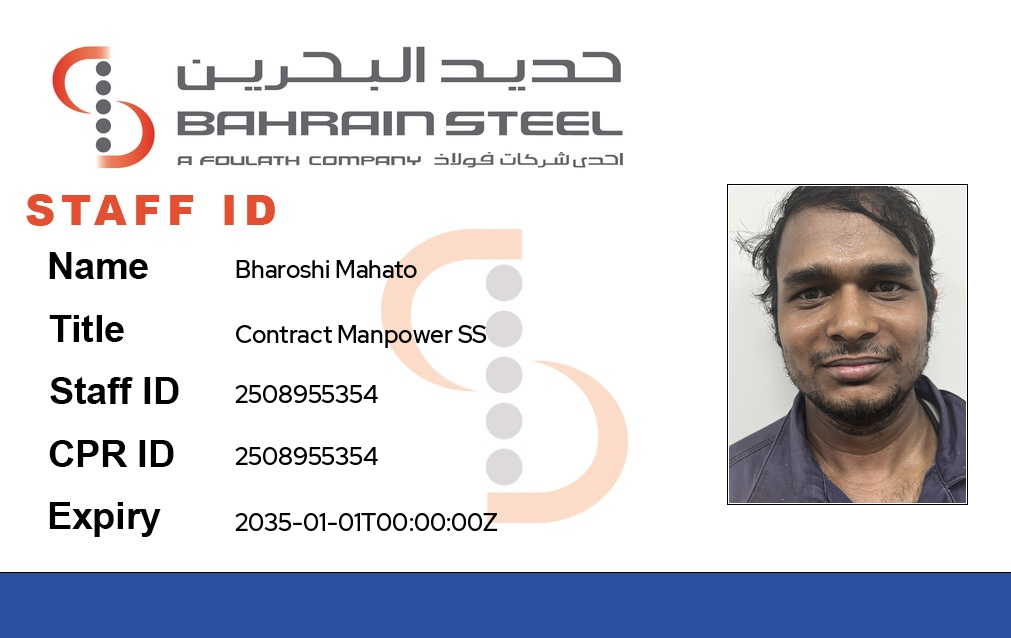 حديد البحرين
BAHRAIN STEEL
A FOULATH COMPANY احدى شركات فولاذ
STAFF ID
Name Bharoshi Mahato
Title Contract Manpower SS
Staff ID 2508955354
CPR ID 2508955354
Expiry 2035-01-01T00:00:00Z